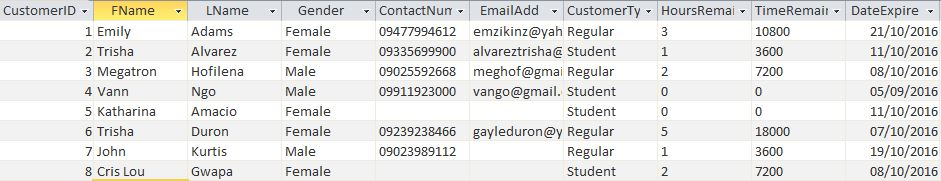 CustomerID FName LName Gender ContactNum EmailAdd CustomerTy HoursRemai TimeRemain DateExpire
1 Emily Adams Female 09477994612 emzikinz@yah Regular 3 10800 21/10/2016
2 Trisha Alvarez Female 09335699900 alvareztrisha@ Student 1 3600 11/10/2016
3 Megatron Hofilena Male 09025592668 meghof@gmai Regular 2 7200 08/10/2016
4 Vann Ngo Male 09911923000 vango@gmail.c Student 0 0 05/09/2016
5 Katharina Amacio Female Student 0 0 11/10/2016
6 Trisha Duron Female 09239238466 gayleduron@y Regular 5 18000 07/10/2016
7 John Kurtis Male 09023989112 Regular 1 3600 19/10/2016
8 Cris Lou Gwapa Female Student 2 7200 08/10/2016